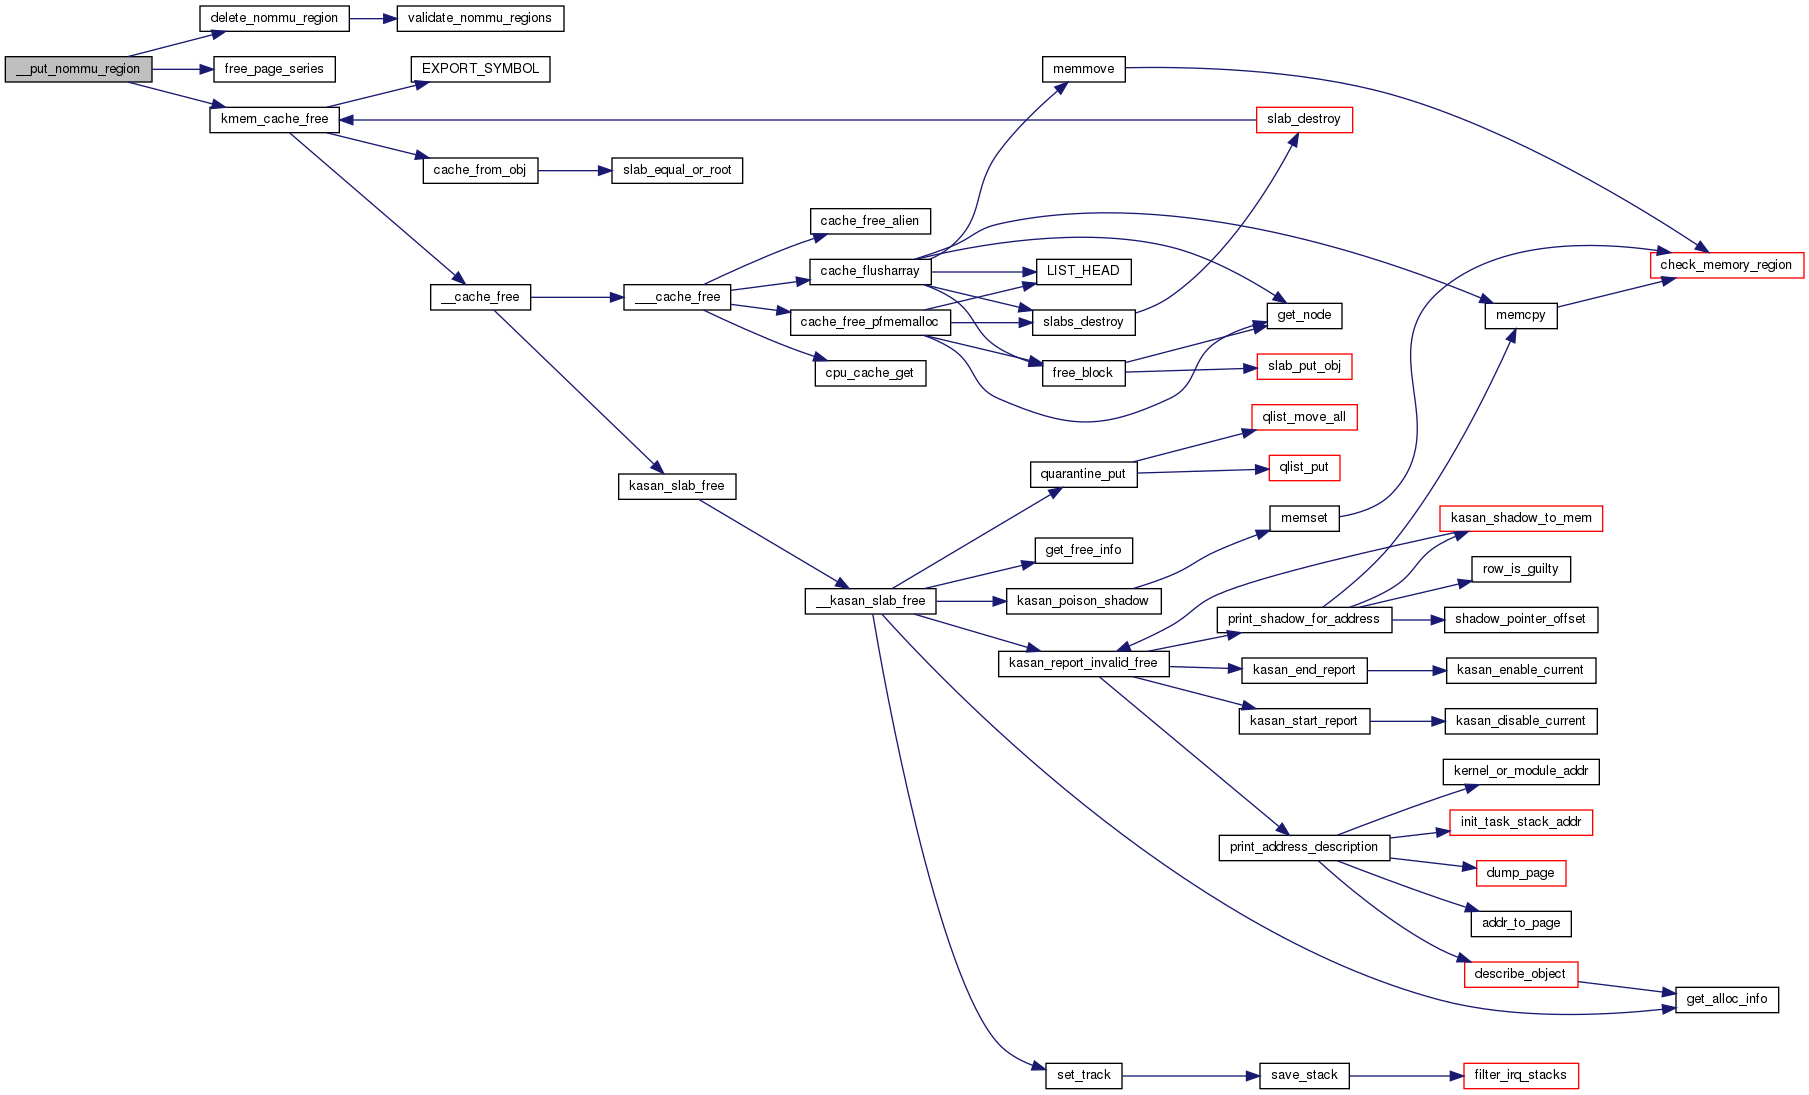 delete_nommu_region
validate_nommu_regions
__put_nommu_region
free_page_series
EXPORT_SYMBOL
memmove
kmem_cache_free
slab_destroy
cache_from_obj
slab_equal_or_root
cache_free_alien
cache_flusharray
LIST_HEAD
check_memory_region
__cache_free
___cache_free
cache_free_pfmemalloc
slabs_destroy
get_node
memcpy
cpu_cache_get
free_block
slab_put_obj
qlist_move_all
quarantine_put
qlist_put
kasan_slab_free
memset
kasan_shadow_to_mem
get_free_info
row_is_guilty
__kasan_slab_free
kasan_poison_shadow
print_shadow_for_address
shadow_pointer_offset
kasan_report_invalid_free
kasan_end_report
kasan_enable_current
kasan_start_report
kasan_disable_current
kernel_or_module_addr
init_task_stack_addr
print_address_description
dump_page
addr_to_page
describe_object
get_alloc_info
set_track
save_stack
filter_irq_stacks